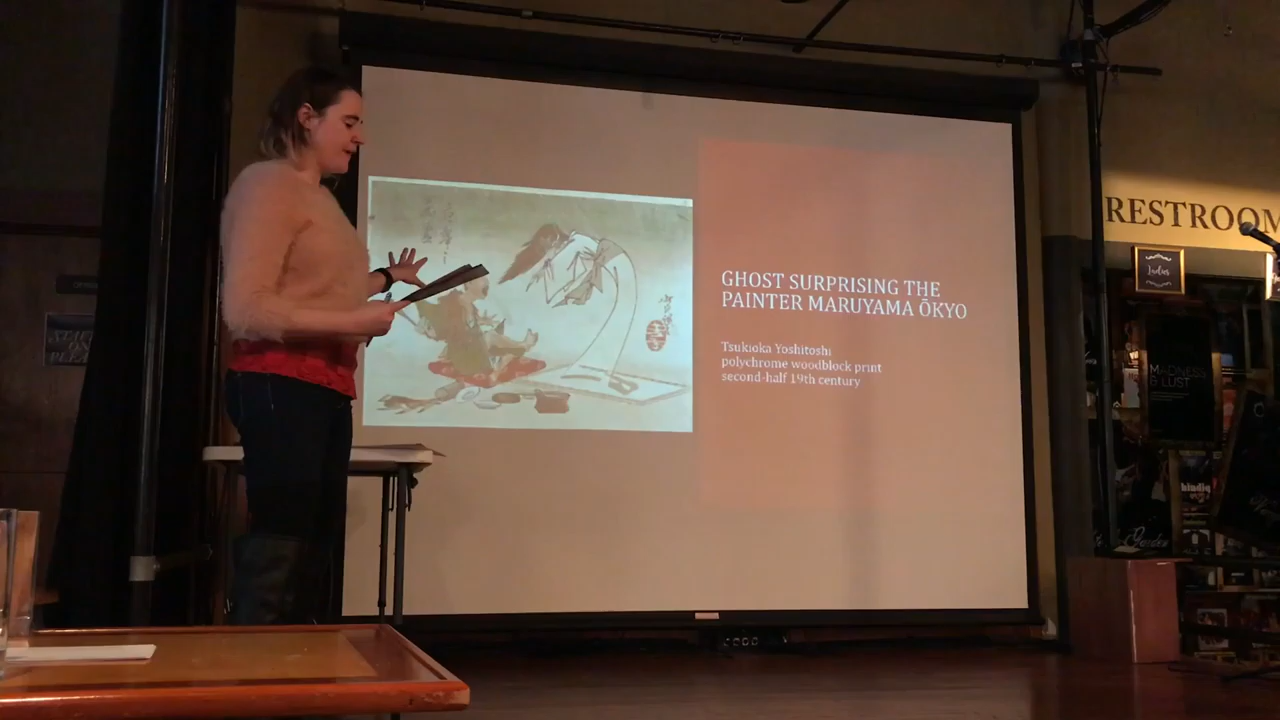 GHOST SURPRISING THE
PAINTER MARUYAMA ŌKYO
Tsukioka Yoshitoshi
polychrome woodblock print
second-half 19th century
RESTROOM
Ladies
MADNESS
& LUST